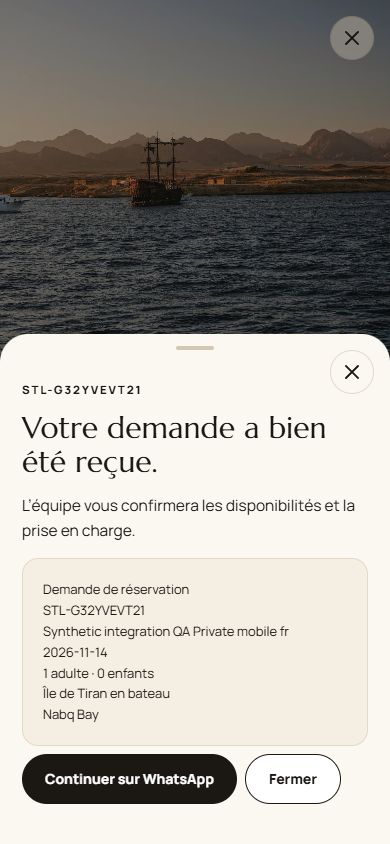 STL-G32YVEVT21
Votre demande a bien
été reçue.
L’équipe vous confirmera les disponibilités et la
prise en charge.
Demande de réservation
STL-G32YVEVT21
Synthetic integration QA Private mobile fr
2026-11-14
1 adulte · 0 enfants
Île de Tiran en bateau
Nabq Bay
Continuer sur WhatsApp
Fermer